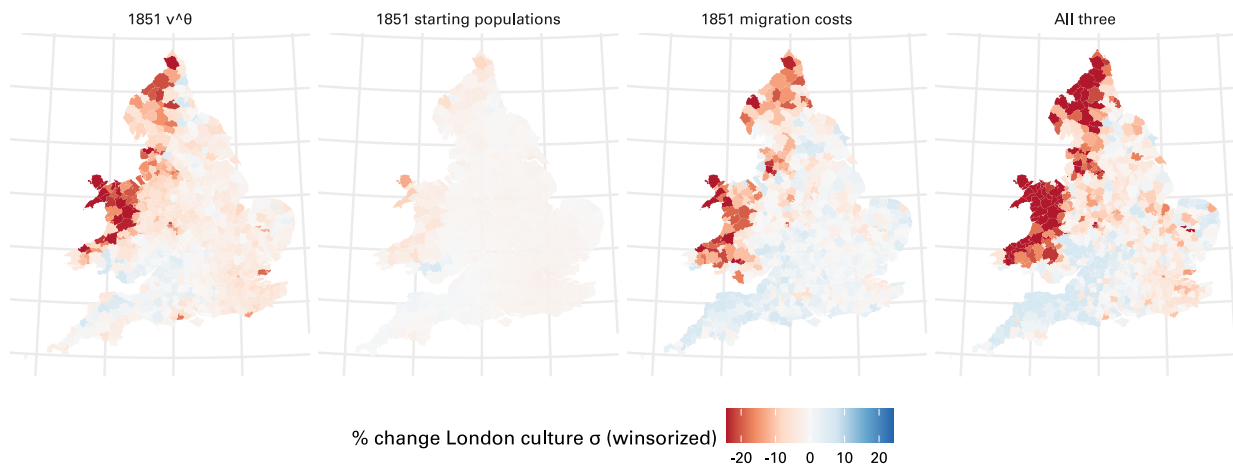 1851 v^θ
1851 starting populations
1851 migration costs
All three
% change London culture σ (winsorized)
-20 -10 0 10 20